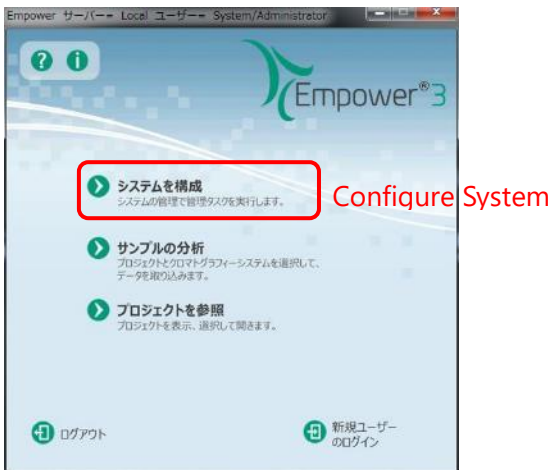 Empower サーバー= Local ユーザー= System/Administrator
Empower®3
システムを構成
システムの管理で管理タスクを実行します。
Configure System
サンプルの分析
プロジェクトとクロマトグラフィーシステムを選択して、
データを取り込みます。
プロジェクトを参照
プロジェクトを表示、選択して開きます。
ログアウト
新規ユーザー
のログイン